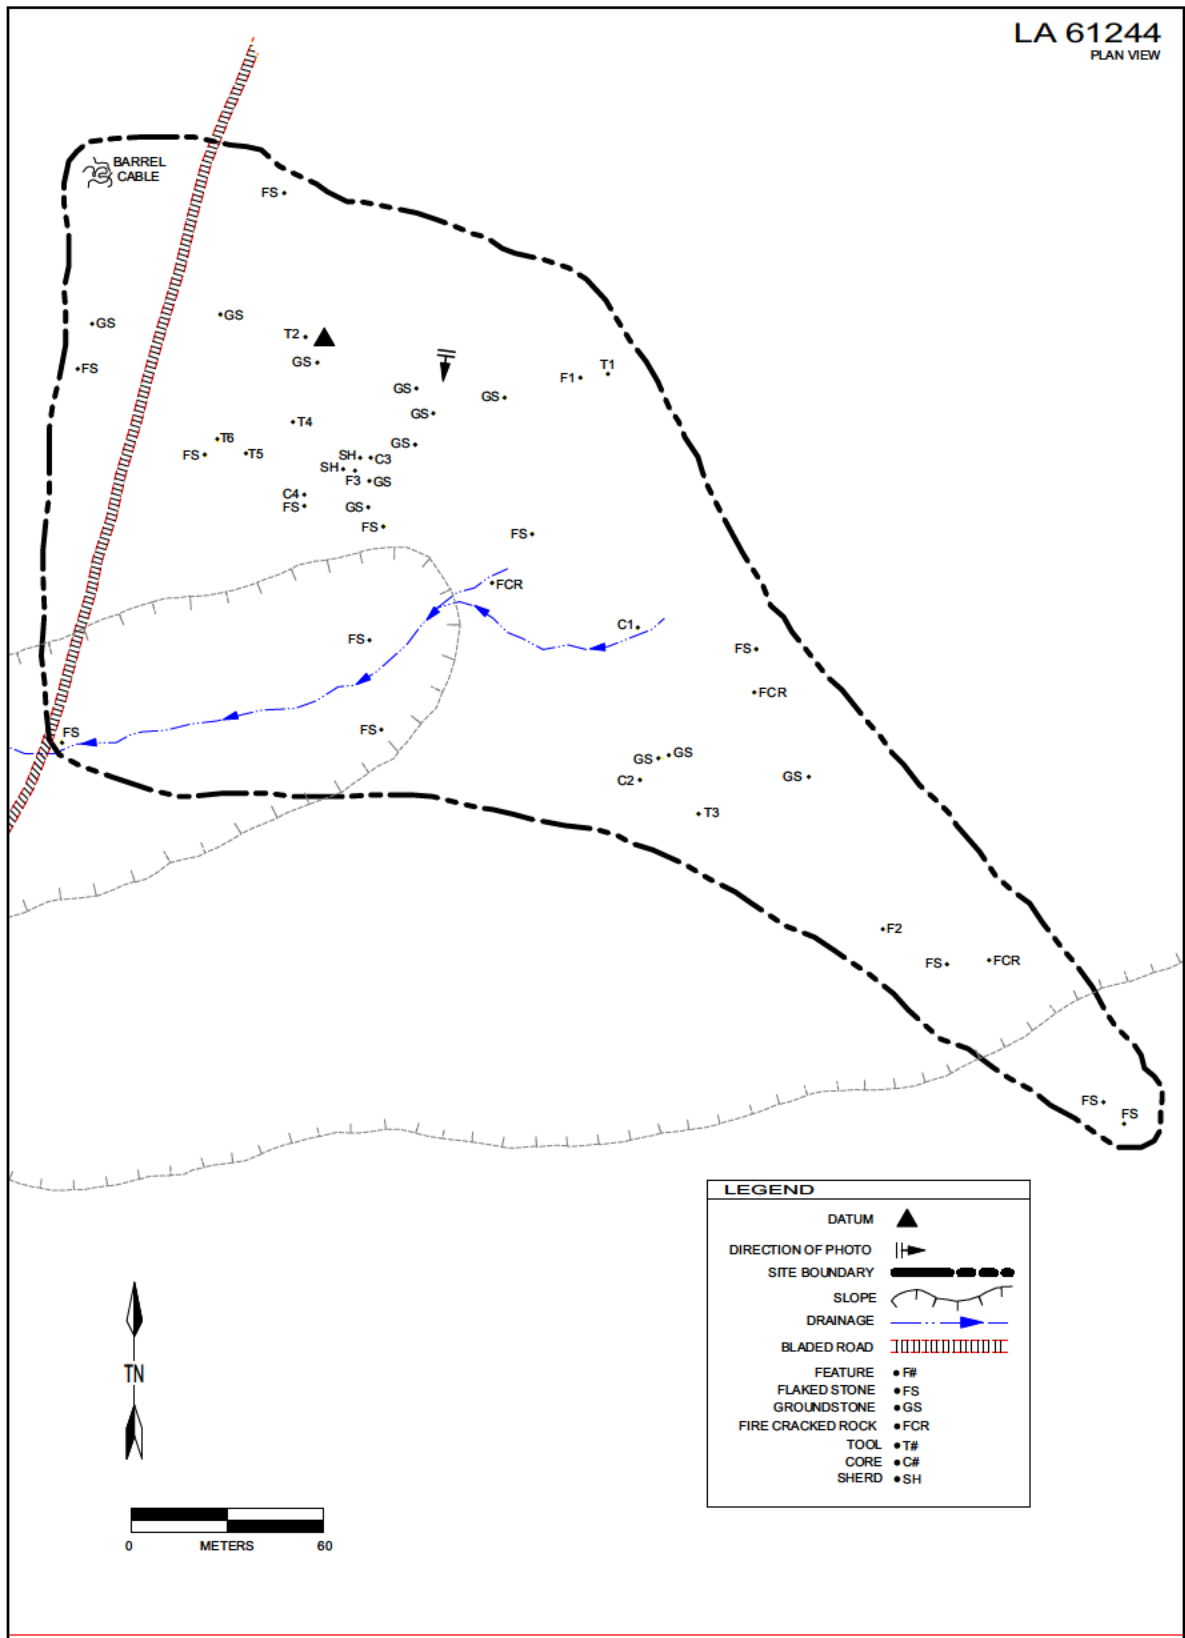 LA 61244
PLAN VIEW
BARREL
CABLE
FS
GS
GS
T2
GS
FS
F1
T1
GS
GS
GS
T4
T6
FS
T5
GS
SH
C3
SH
F3
GS
C4
FS
GS
FS
FS
FCR
C1
FS
FS
FCR
FS
FS
GS
GS
C2
GS
T3
F2
FS
FCR
FS
FS
LEGEND
DATUM
DIRECTION OF PHOTO
SITE BOUNDARY
SLOPE
DRAINAGE
BLADED ROAD
FEATURE F#
FLAKED STONE FS
GROUNDSTONE GS
FIRE CRACKED ROCK FCR
TOOL T#
CORE C#
SHERD SH
TN
0 METERS 60